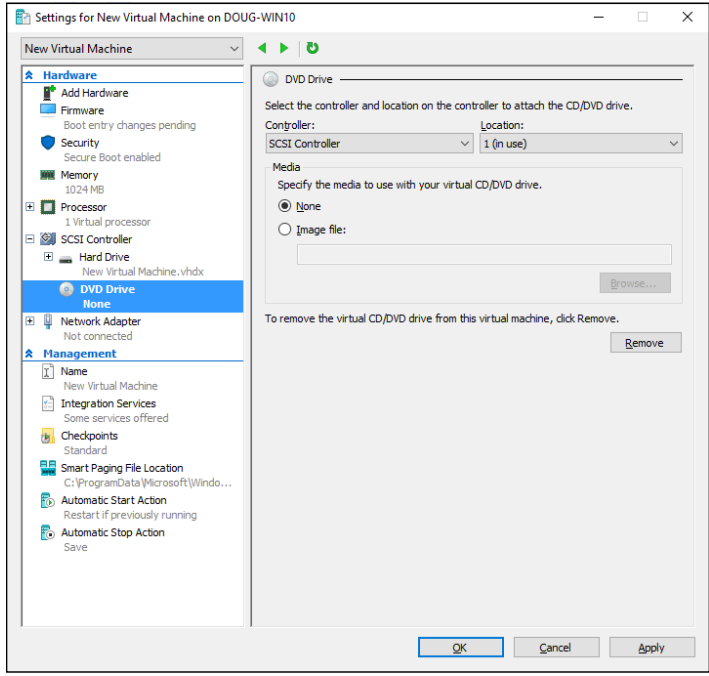 Settings for New Virtual Machine on DOUG-WIN10
New Virtual Machine
Hardware
Add Hardware
Firmware
Boot entry changes pending
Security
Secure Boot enabled
Memory
1024 MB
Processor
1 Virtual processor
SCSI Controller
Hard Drive
New Virtual Machine.vhdx
DVD Drive
None
Network Adapter
Not connected
Management
Name
New Virtual Machine
Integration Services
Some services offered
Checkpoints
Standard
Smart Paging File Location
C:\ProgramData\Microsoft\Windo...
Automatic Start Action
Restart if previously running
Automatic Stop Action
Save
DVD Drive
Select the controller and location on the controller to attach the CD/DVD drive.
Controller: Location:
SCSI Controller 1 (in use)
Media
Specify the media to use with your virtual CD/DVD drive.
None
Image file:
Browse...
To remove the virtual CD/DVD drive from this virtual machine, click Remove.
Remove
OK Cancel Apply